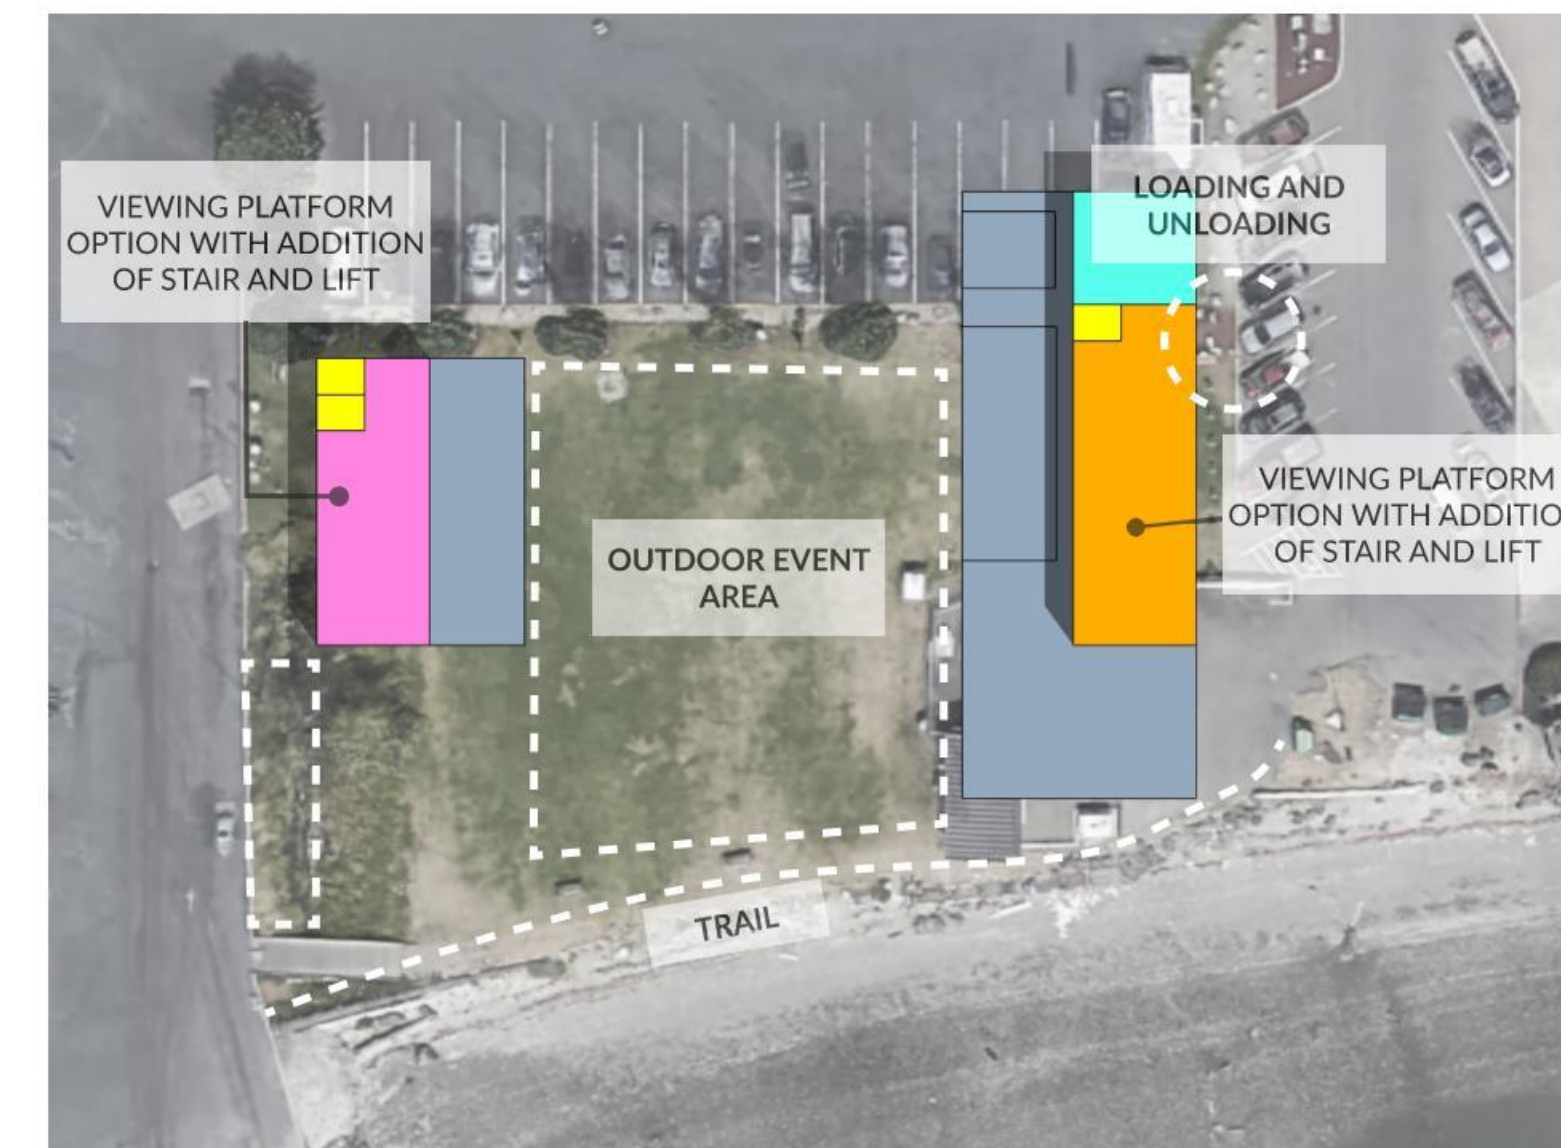 VIEWING PLATFORM
OPTION WITH ADDITION
OF STAIR AND LIFT
LOADING AND
UNLOADING
OUTDOOR EVENT
AREA
VIEWING PLATFORM
OPTION WITH ADDITIO
OF STAIR AND LIFT
TRAIL